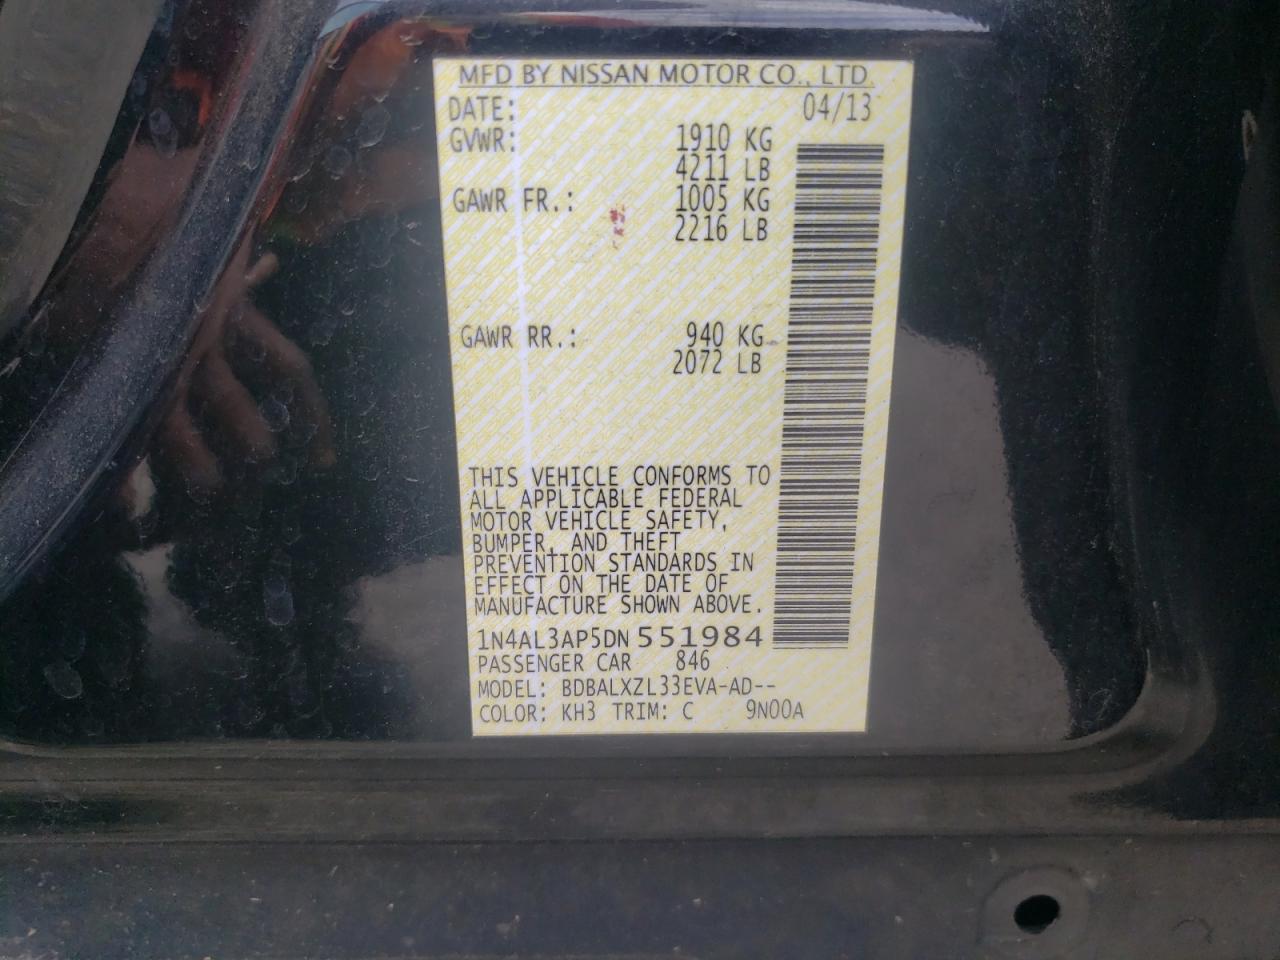 MFD BY NISSAN MOTOR CO., LTD.
DATE: 04/13
GVWR: 1910 KG
4211 LB
GAWR FR.: 1005 KG
2216 LB
GAWR RR.: 940 KG
2072 LB
THIS VEHICLE CONFORMS TO
ALL APPLICABLE FEDERAL
MOTOR VEHICLE SAFETY,
BUMPER, AND THEFT
PREVENTION STANDARDS IN
EFFECT ON THE DATE OF
MANUFACTURE SHOWN ABOVE.
1N4AL3AP5DN 551984
PASSENGER CAR 846
MODEL: BDBALXZL33EVA-AD--
COLOR: KH3 TRIM: C 9N00A